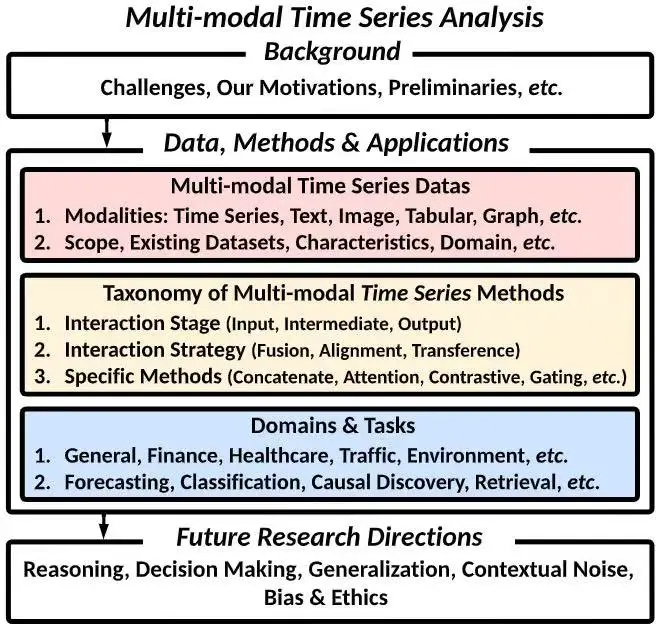 Multi-modal Time Series Analysis
Background
Challenges, Our Motivations, Preliminaries, etc.
Data, Methods & Applications
Multi-modal Time Series Datas
1. Modalities: Time Series, Text, Image, Tabular, Graph, etc.
2. Scope, Existing Datasets, Characteristics, Domain, etc.
Taxonomy of Multi-modal Time Series Methods
1. Interaction Stage (Input, Intermediate, Output)
2. Interaction Strategy (Fusion, Alignment, Transference)
3. Specific Methods (Concatenate, Attention, Contrastive, Gating, etc.)
Domains & Tasks
1. General, Finance, Healthcare, Traffic, Environment, etc.
2. Forecasting, Classification, Causal Discovery, Retrieval, etc.
Future Research Directions
Reasoning, Decision Making, Generalization, Contextual Noise,
Bias & Ethics